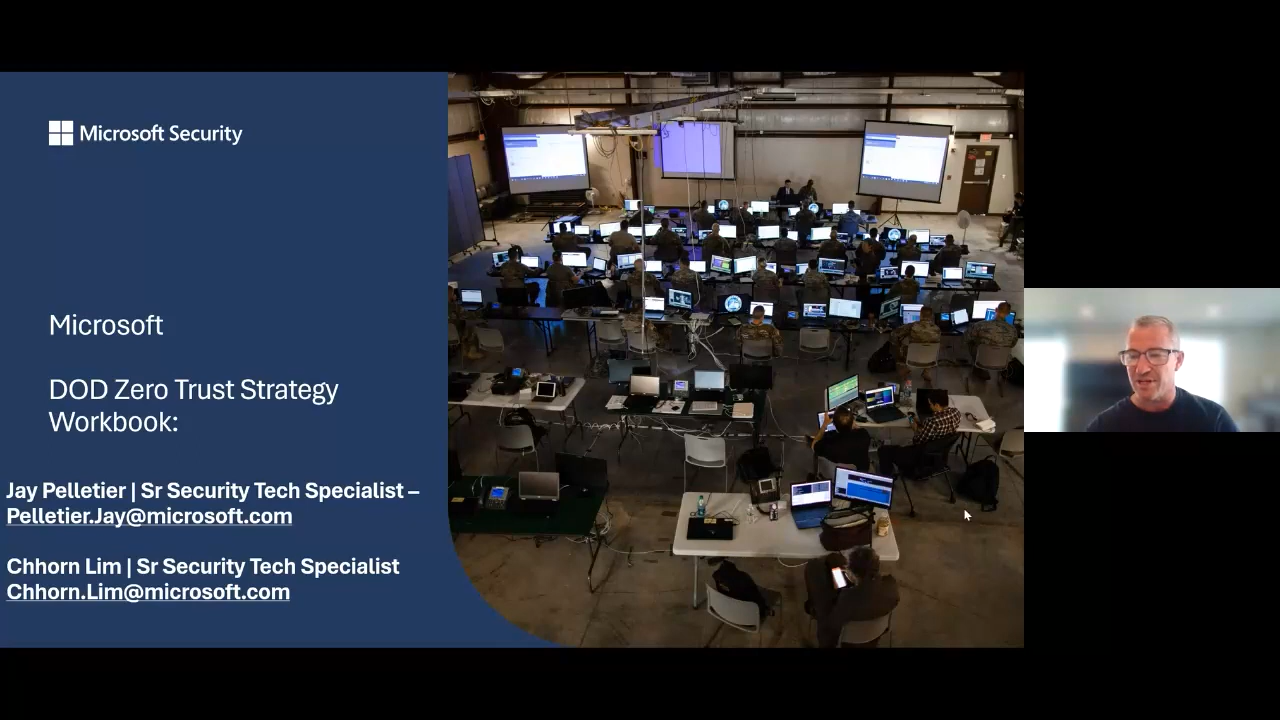 Microsoft Security
Microsoft
DOD Zero Trust Strategy
Workbook:
Jay Pelletier | Sr Security Tech Specialist –
Pelletier.Jay@microsoft.com
Chhorn Lim | Sr Security Tech Specialist
Chhorn.Lim@microsoft.com